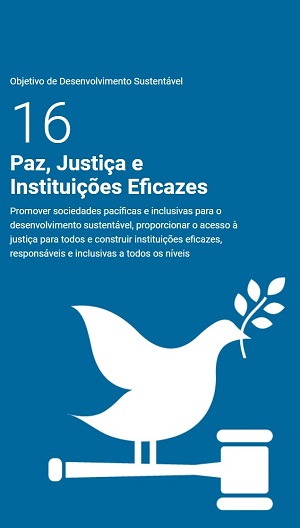 Objetivo de Desenvolvimento Sustentável
16
Paz, Justiça e
Instituições Eficazes
Promover sociedades pacíficas e inclusivas para o
desenvolvimento sustentável, proporcionar o acesso à
justiça para todos e construir instituições eficazes,
responsáveis e inclusivas a todos os níveis